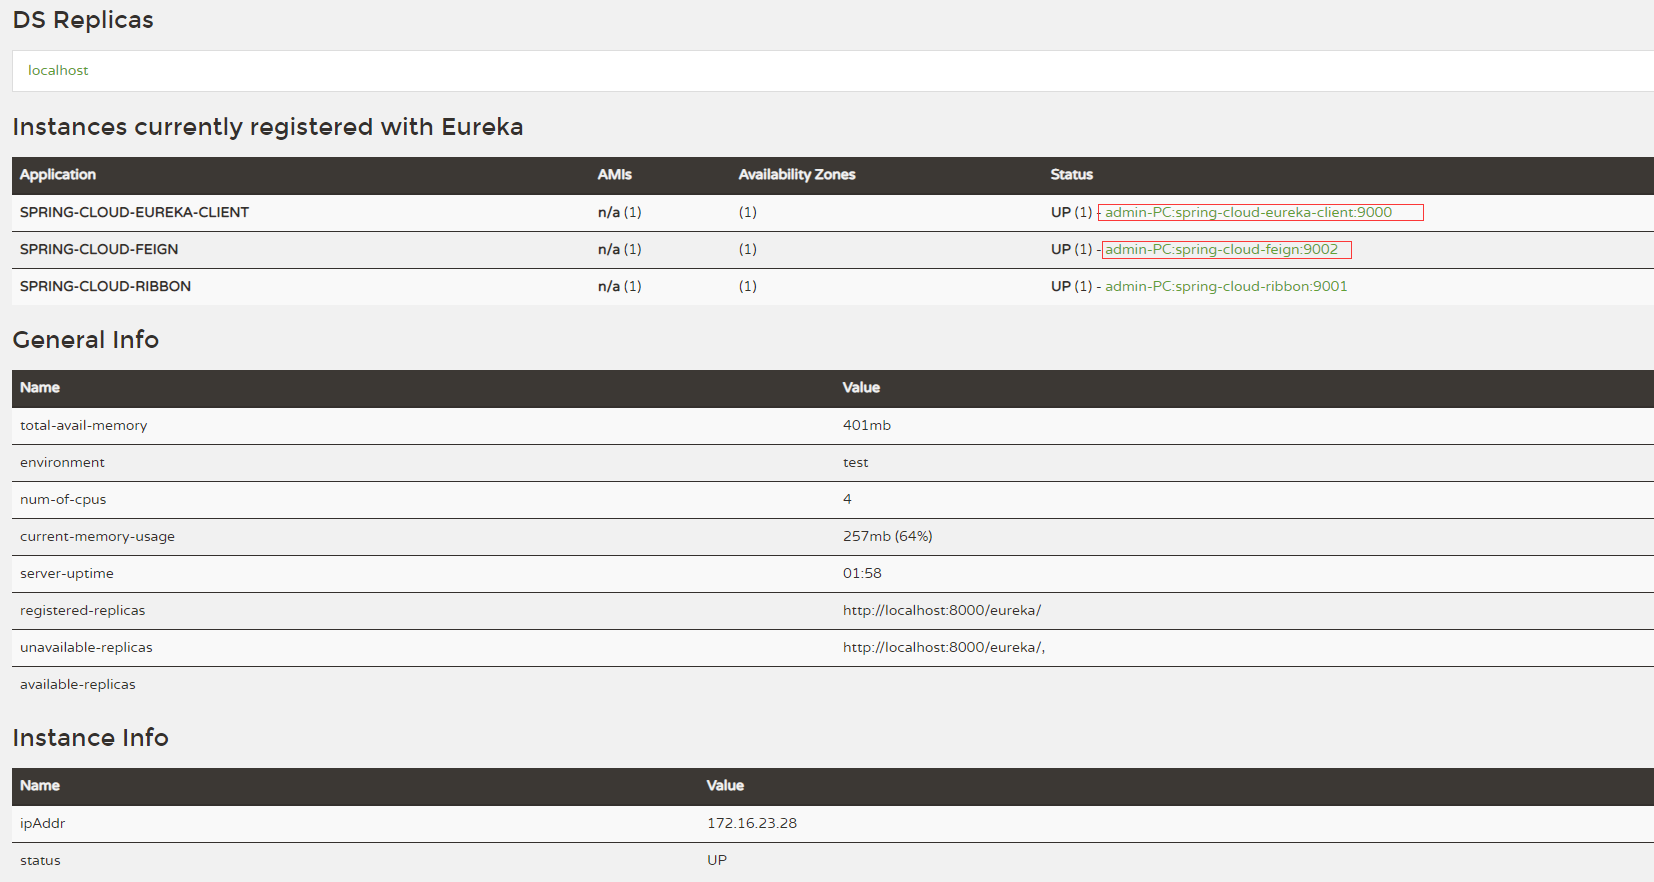 DS Replicas
localhost
Instances currently registered with Eureka
Application AMIs Availability Zones Status
SPRING-CLOUD-EUREKA-CLIENT n/a (1) (1) UP (1) - admin-PC:spring-cloud-eureka-client:9000
SPRING-CLOUD-FEIGN n/a (1) (1) UP (1) - admin-PC:spring-cloud-feign:9002
SPRING-CLOUD-RIBBON n/a (1) (1) UP (1) - admin-PC:spring-cloud-ribbon:9001
General Info
Name Value
total-avail-memory 401mb
environment test
num-of-cpus 4
current-memory-usage 257mb (64%)
server-uptime 01:58
registered-replicas http://localhost:8000/eureka/
unavailable-replicas http://localhost:8000/eureka/,
available-replicas
Instance Info
Name Value
ipAddr 172.16.23.28
status UP